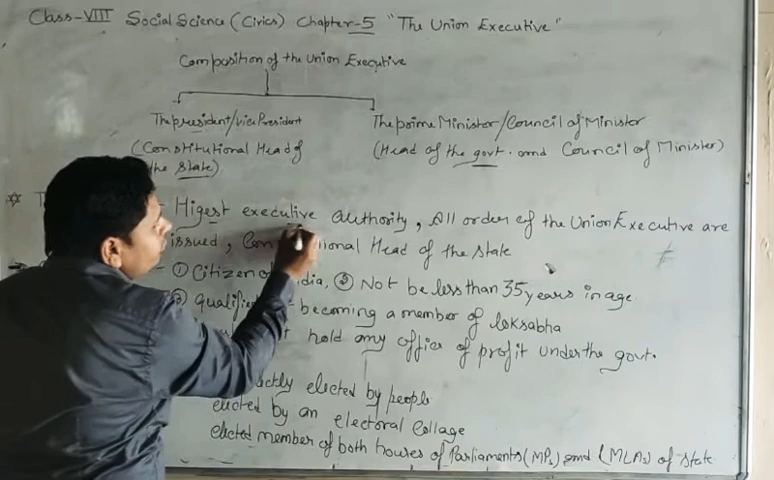 Class-VIII Social Science (Civics) Chapter-5 "The Union Executive"
Composition of the Union Executive
The president/Vice President
The prime Minister/Council of Minister
(Constitutional Head of the State)
(Head of the govt. and Council of Minister)
Higest executive authority, All order of the Union Executive are
issued, Head of the state
① Citizen of ② Not be less than 35 years in age.
③ becoming a member of loksabha
hold any office of profit under the govt.
elected by people
elected by an electoral Collage
elected member of both houses of Parliaments (MPs) and (MLAs) of state